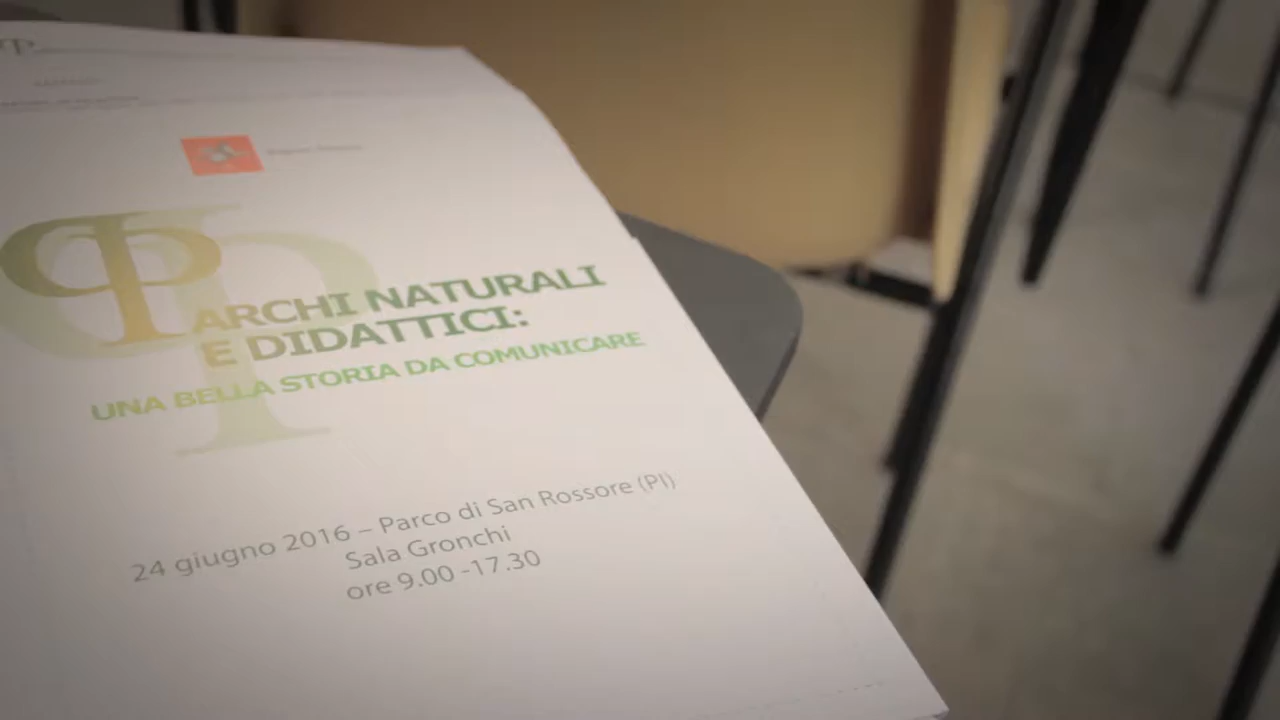 PARCHI NATURALI
E DIDATTICI:
UNA BELLA STORIA DA COMUNICARE
24 giugno 2016 – Parco di San Rossore (PI)
Sala Gronchi
ore 9.00 -17.30